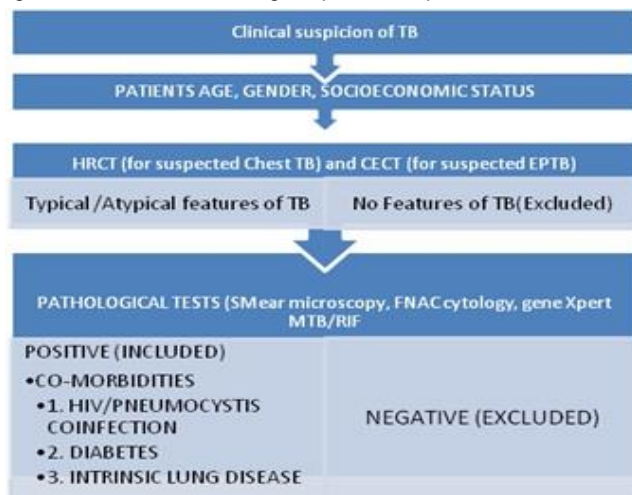 Clinical suspicion of TB
PATIENTS AGE, GENDER, SOCIOECONOMIC STATUS
HRCT (for suspected Chest TB) and CECT (for suspected EPTB)
Typical /Atypical features of TB
No Features of TB(Excluded)
PATHOLOGICAL TESTS (SMear microscopy, FNAC cytology, gene Xpert
MTB/RIF
POSITIVE (INCLUDED)
•CO-MORBIDITIES
•1. HIV/PNEUMOCYSTIS
COINFECTION
•2. DIABETES
•3. INTRINSIC LUNG DISEASE
NEGATIVE (EXCLUDED)